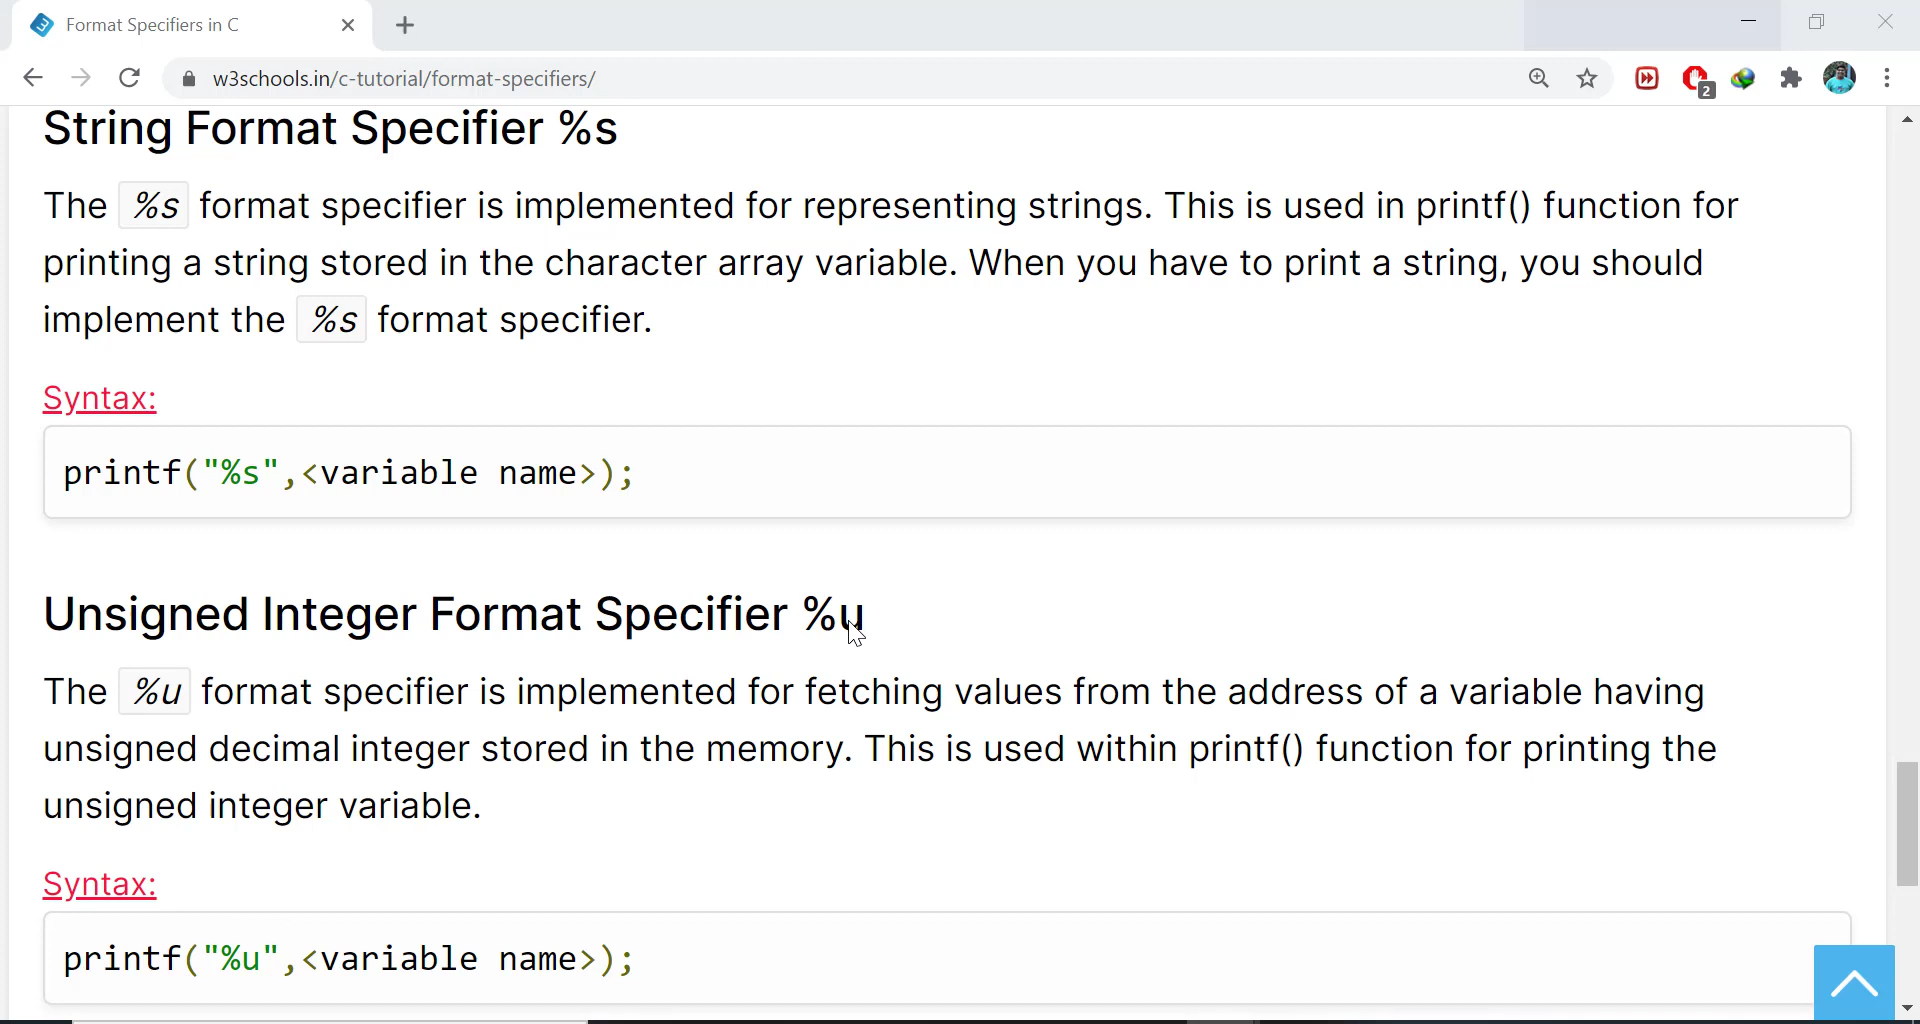 Format Specifiers in C
w3schools.in/c-tutorial/format-specifiers/
2
String Format Specifier %s
The %s format specifier is implemented for representing strings. This is used in printf() function for
printing a string stored in the character array variable. When you have to print a string, you should
implement the %s format specifier.
Syntax:
printf("%s",<variable name>);
Unsigned Integer Format Specifier %u
The %u format specifier is implemented for fetching values from the address of a variable having
unsigned decimal integer stored in the memory. This is used within printf() function for printing the
unsigned integer variable.
Syntax:
printf("%u",<variable name>);